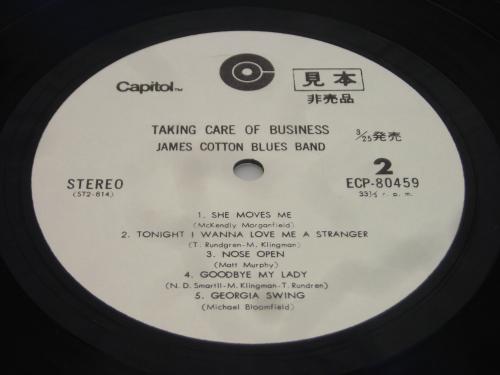 Capitol™
見本
非売品
TAKING CARE OF BUSINESS
3/25発売
JAMES COTTON BLUES BAND
2
STEREO
ECP-80459
(ST2-814)
33⅓ r.p.m.
1. SHE MOVES ME
(McKendly Morganfield)
2. TONIGHT I WANNA LOVE ME A STRANGER
(T. Rundgren-M. Klingman)
3. NOSE OPEN
(Matt Murphy)
4. GOODBYE MY LADY
(N. D. Smartll-M. Klingman-T. Rundren)
5. GEORGIA SWING
(Michael Bloomfield)